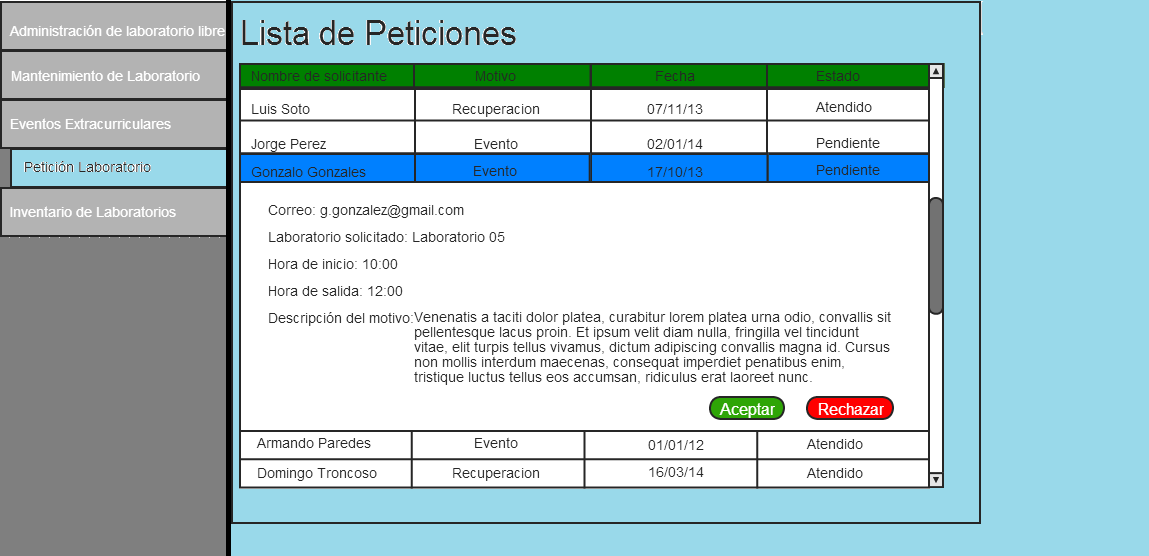 Administración de laboratorio libre
Mantenimiento de Laboratorio
Eventos Extracurriculares
Petición Laboratorio
Inventario de Laboratorios
Lista de Peticiones
Nombre de solicitante Motivo Fecha Estado
Luis Soto Recuperacion 07/11/13 Atendido
Jorge Perez Evento 02/01/14 Pendiente
Gonzalo Gonzales Evento 17/10/13 Pendiente
Correo: g.gonzalez@gmail.com
Laboratorio solicitado: Laboratorio 05
Hora de inicio: 10:00
Hora de salida: 12:00
Descripción del motivo: Venenatis a taciti dolor platea, curabitur lorem platea urna odio, convallis sit
pellentesque lacus proin. Et ipsum velit diam nulla, fringilla vel tincidunt
vitae, elit turpis tellus vivamus, dictum adipiscing convallis magna id. Cursus
non mollis interdum maecenas, consequat imperdiet penatibus enim,
tristique luctus tellus eos accumsan, ridiculus erat laoreet nunc.
Aceptar Rechazar
Armando Paredes Evento 01/01/12 Atendido
Domingo Troncoso Recuperacion 16/03/14 Atendido